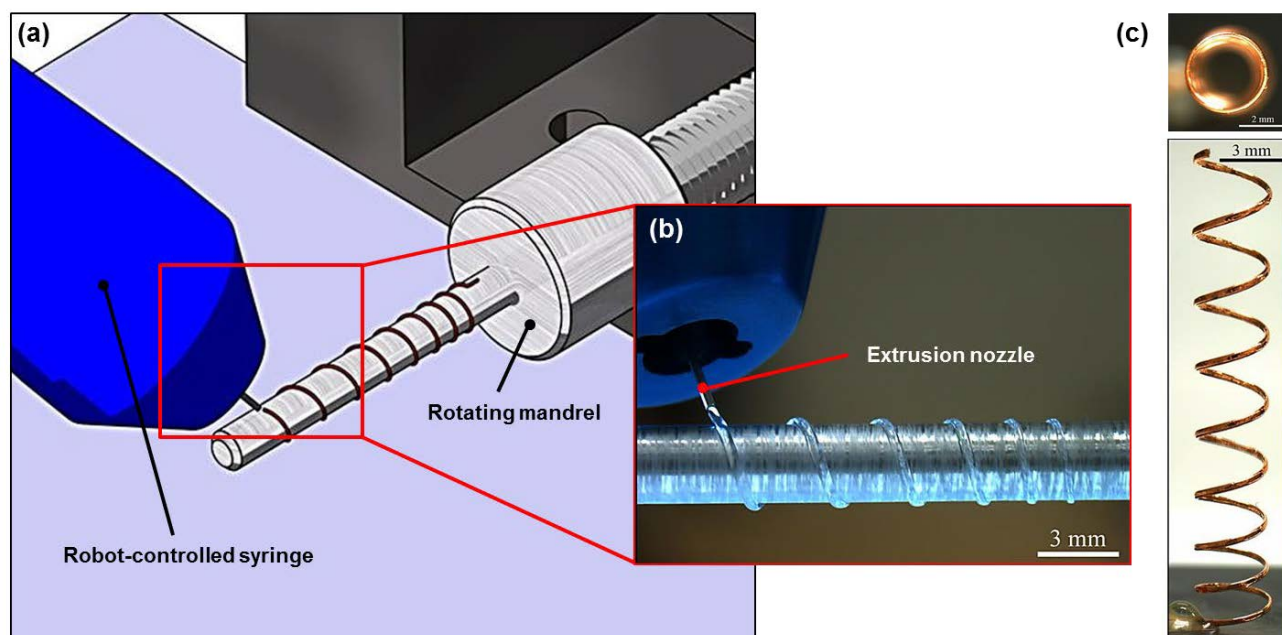 (a)
Robot-controlled syringe
Rotating mandrel
(b)
Extrusion nozzle
3 mm
(c)
2 mm
3 mm